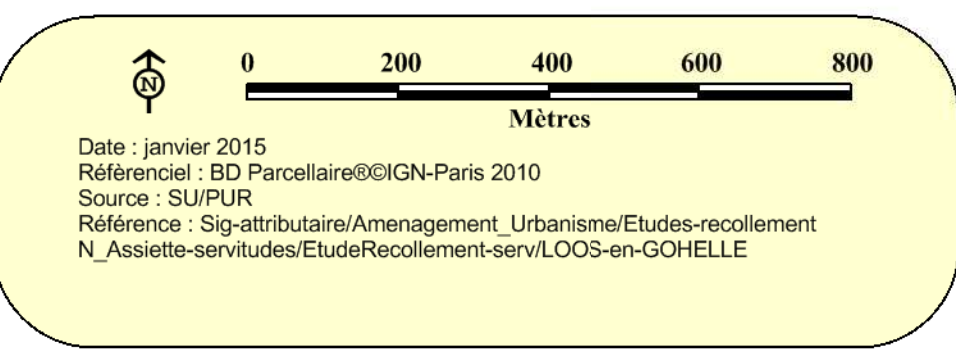 N
0 200 400 600 800
Mètres
Date : janvier 2015
Réfèrenciel : BD Parcellaire®©IGN-Paris 2010
Source : SU/PUR
Référence : Sig-attributaire/Amenagement_Urbanisme/Etudes-recollement
N_Assiette-servitudes/EtudeRecollement-serv/LOOS-en-GOHELLE